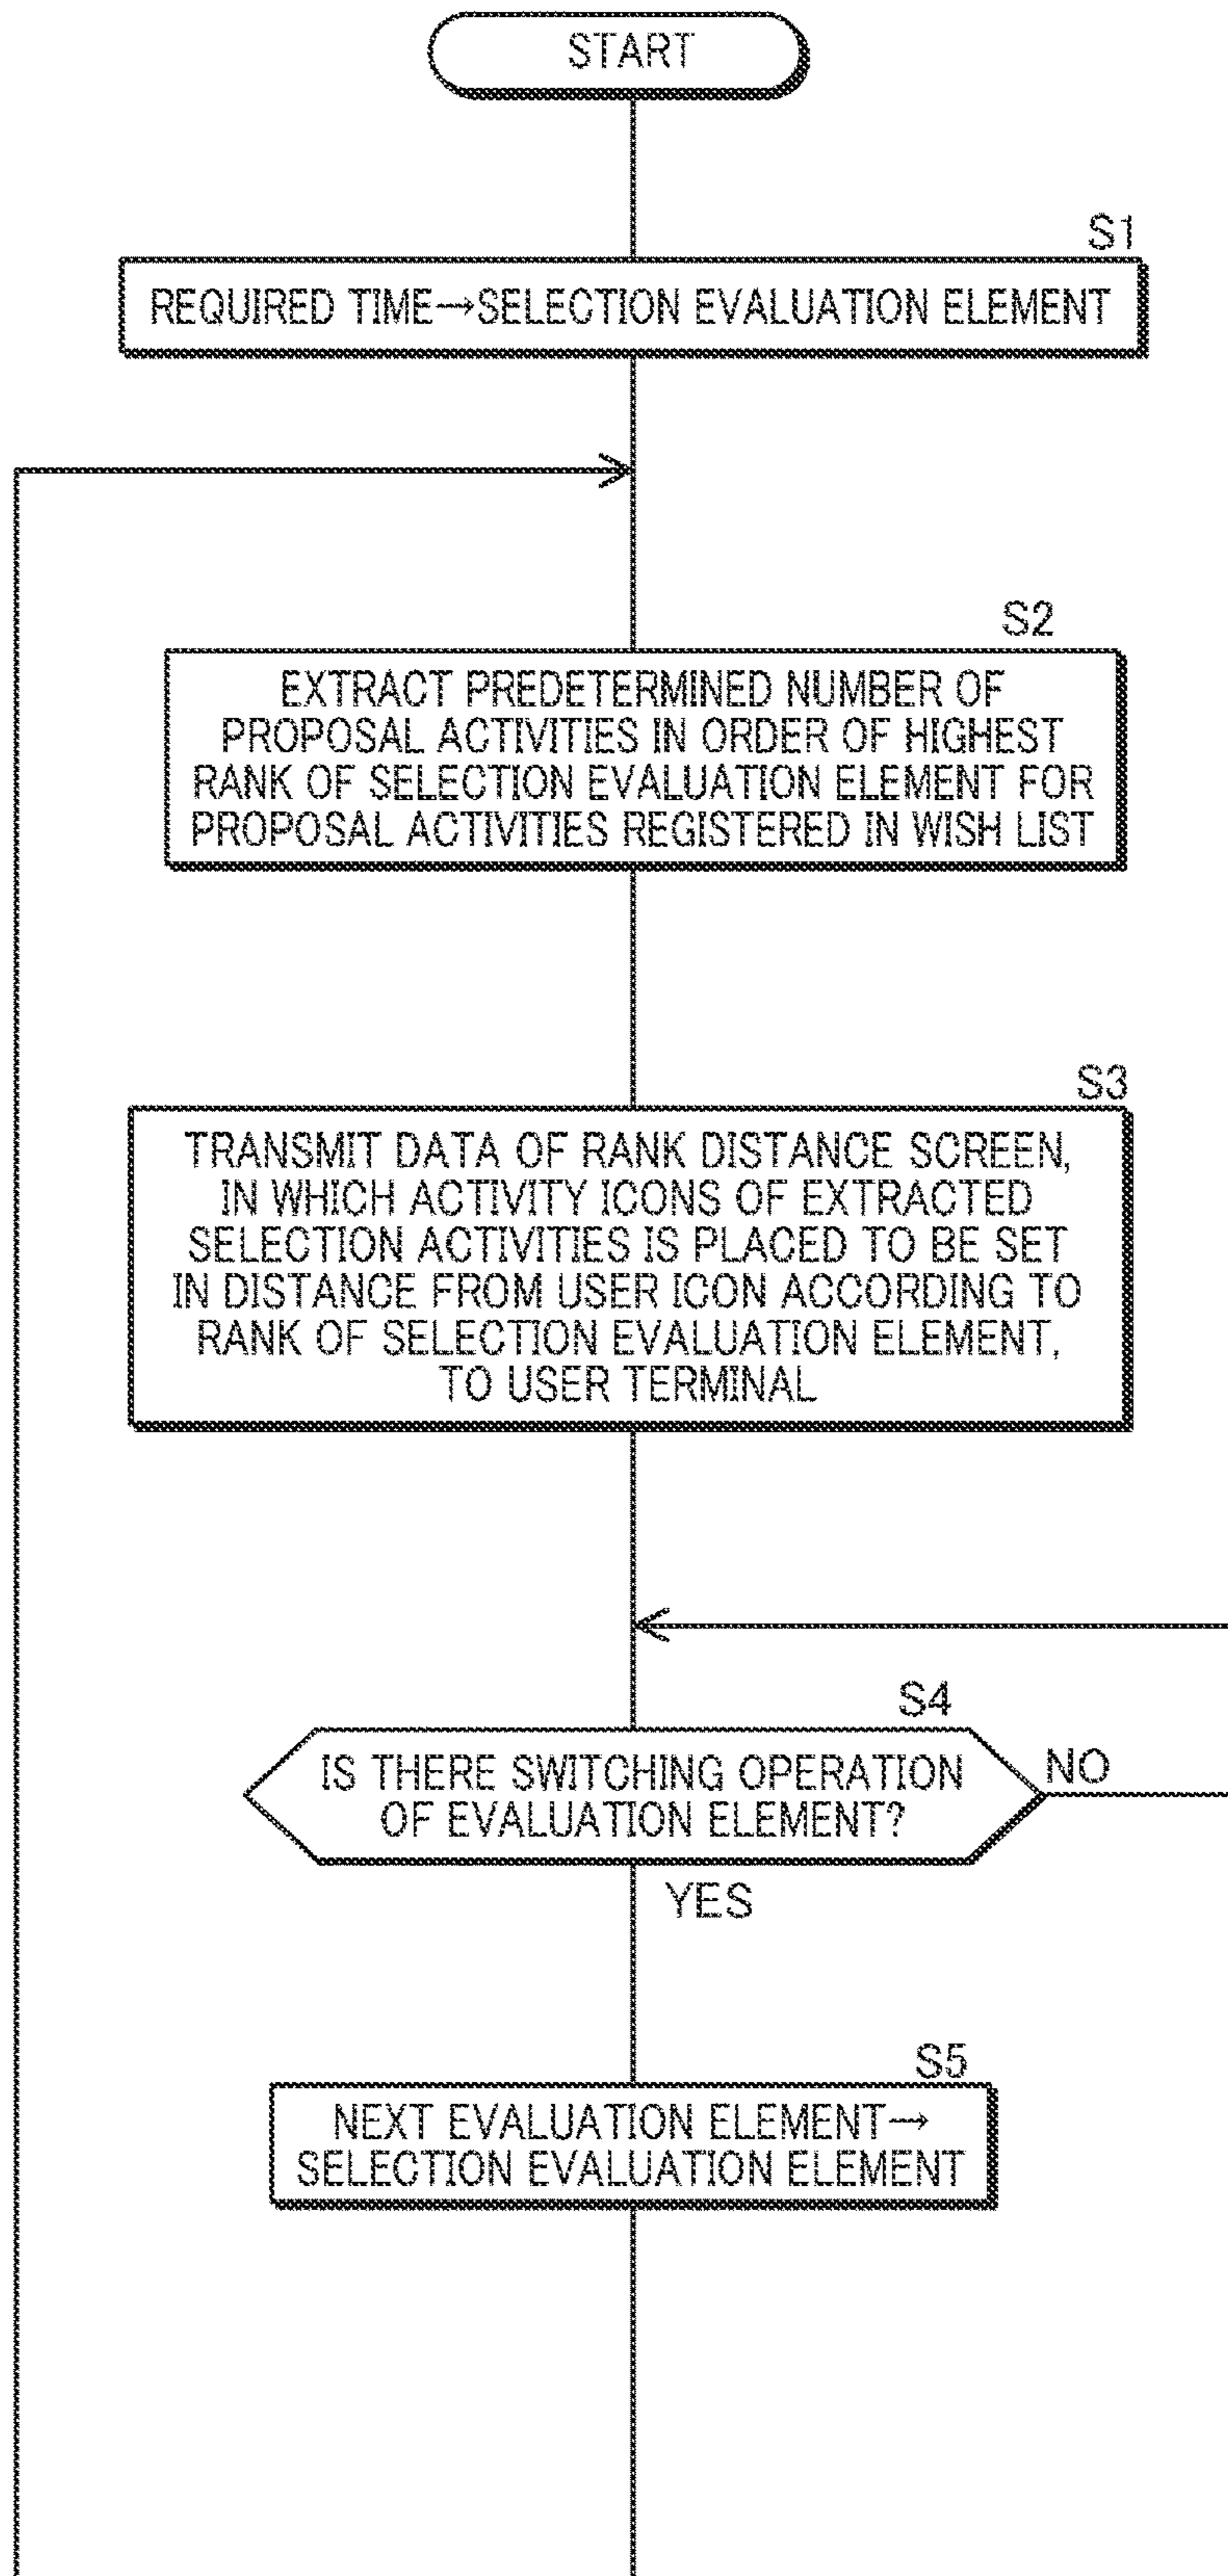 START
S1
REQUIRED TIME→SELECTION EVALUATION ELEMENT
S2
EXTRACT PREDETERMINED NUMBER OF
PROPOSAL ACTIVITIES IN ORDER OF HIGHEST
RANK OF SELECTION EVALUATION ELEMENT FOR
PROPOSAL ACTIVITIES REGISTERED IN WISH LIST
S3
TRANSMIT DATA OF RANK DISTANCE SCREEN,
IN WHICH ACTIVITY ICONS OF EXTRACTED
SELECTION ACTIVITIES IS PLACED TO BE SET
IN DISTANCE FROM USER ICON ACCORDING TO
RANK OF SELECTION EVALUATION ELEMENT,
TO USER TERMINAL
S4
IS THERE SWITCHING OPERATION
OF EVALUATION ELEMENT?
NO
YES
S5
NEXT EVALUATION ELEMENT→
SELECTION EVALUATION ELEMENT